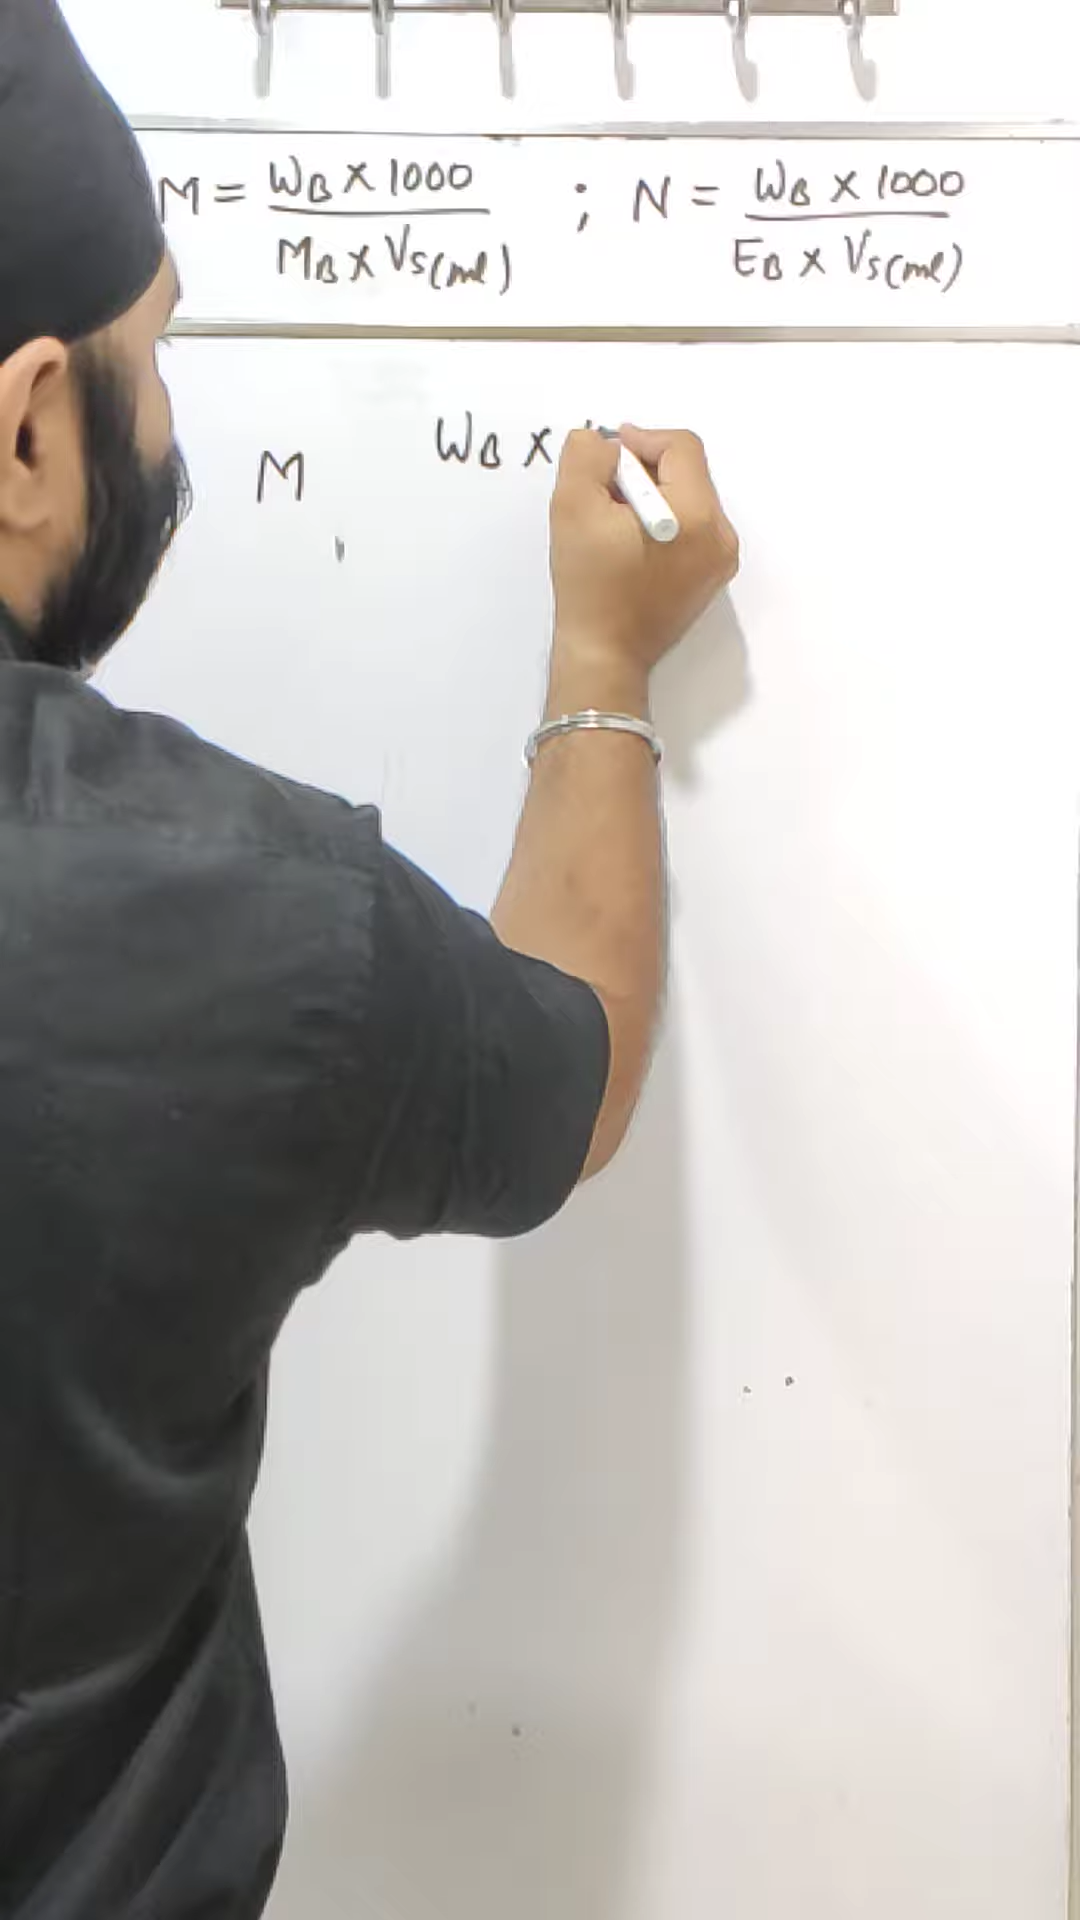 M = W_B × 1000 / M_B × V_S(ml) ; N = W_B × 1000 / E_B × V_S(ml)
M W_B ×